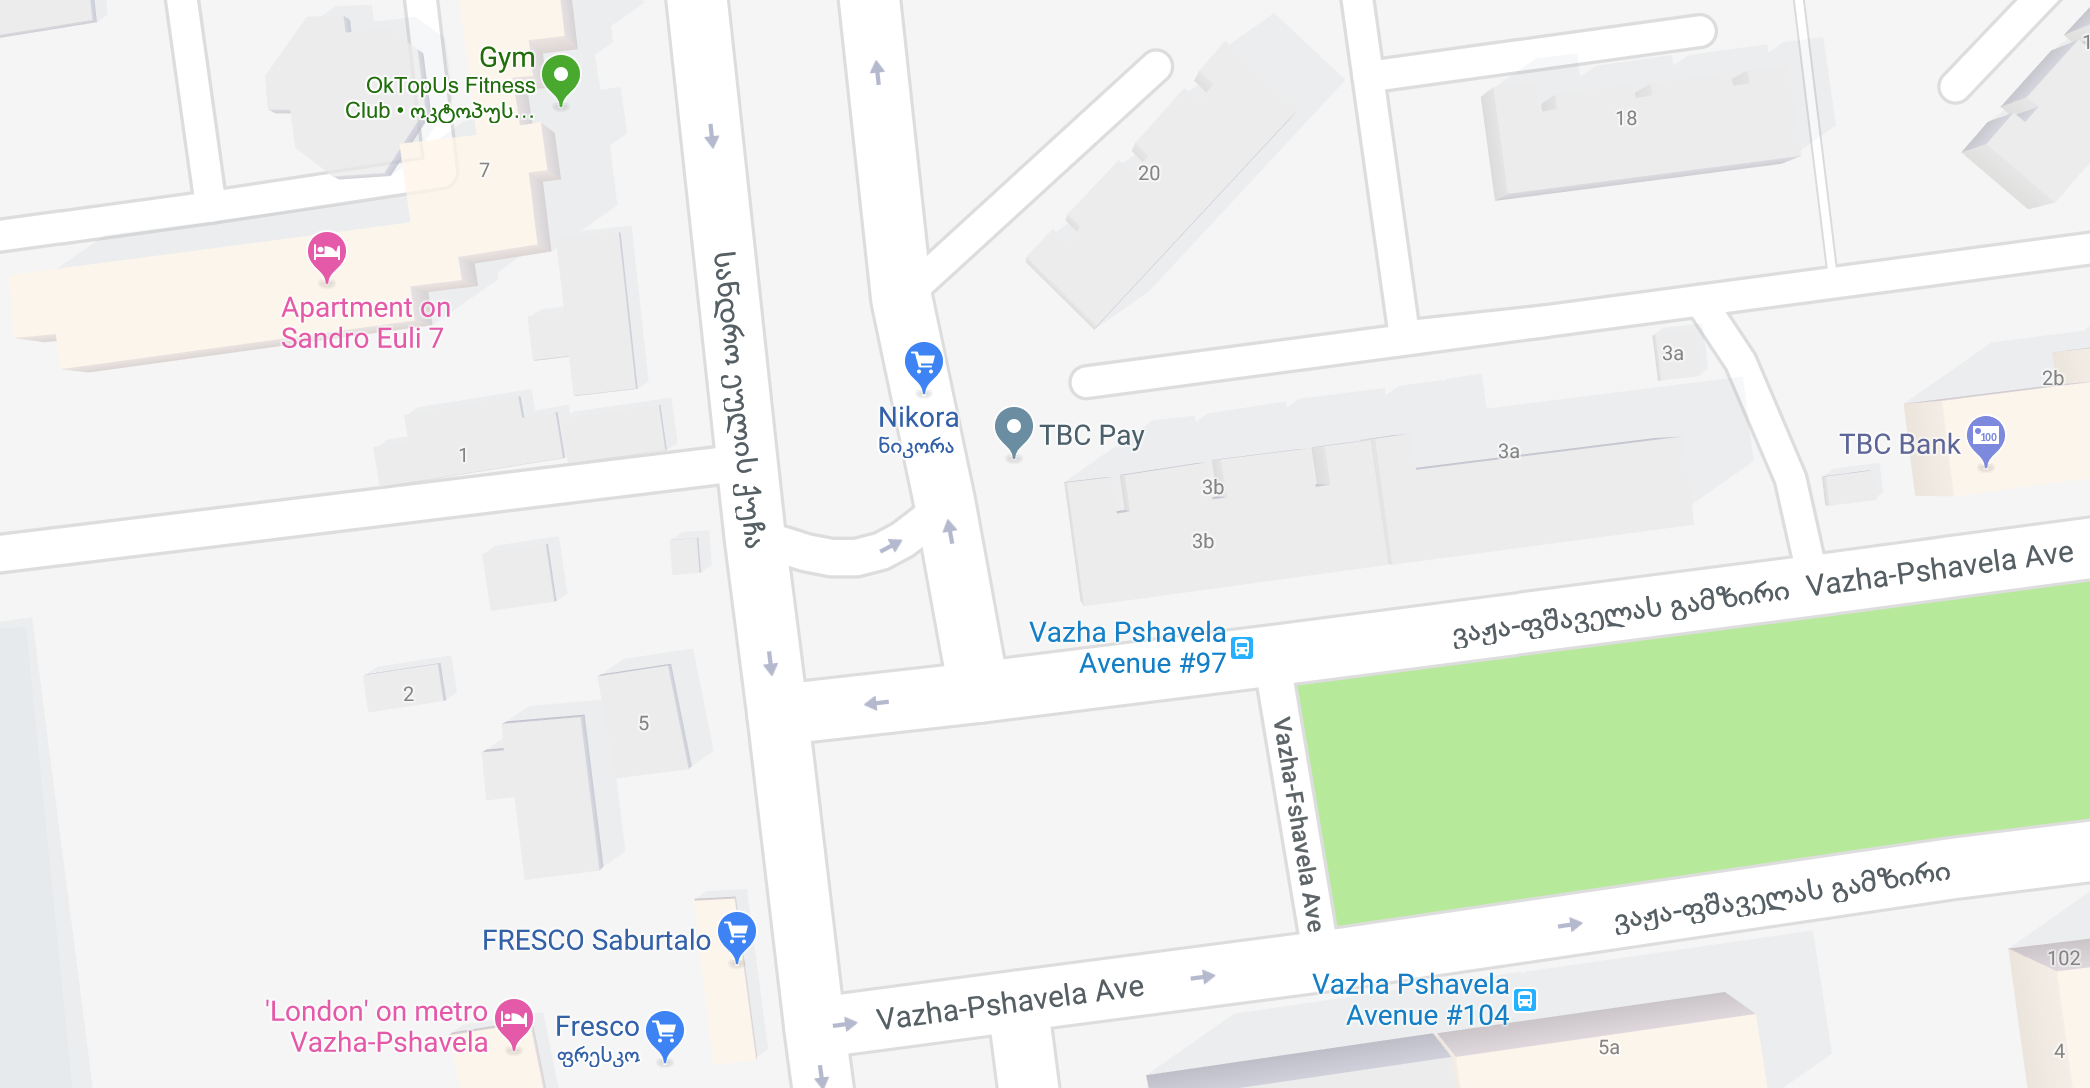 Gym
OkTopUs Fitness
Club • ოკტოპუს...
7
20
18
1
Apartment on
Sandro Euli 7
სანდრო ეულის ქუჩა
Nikora
ნიკორა
TBC Pay
3a
3a
3b
3b
2b
TBC Bank
100
1
Vazha-Pshavela Ave
ვაჟა-ფშაველას გამზირი
Vazha Pshavela
Avenue #97
2
5
Vazha-Fshavela Ave
ვაჟა-ფშაველას გამზირი
FRESCO Saburtalo
Vazha-Pshavela Ave
Vazha Pshavela
Avenue #104
102
'London' on metro
Vazha-Pshavela
Fresco
ფრესკო
5a
4